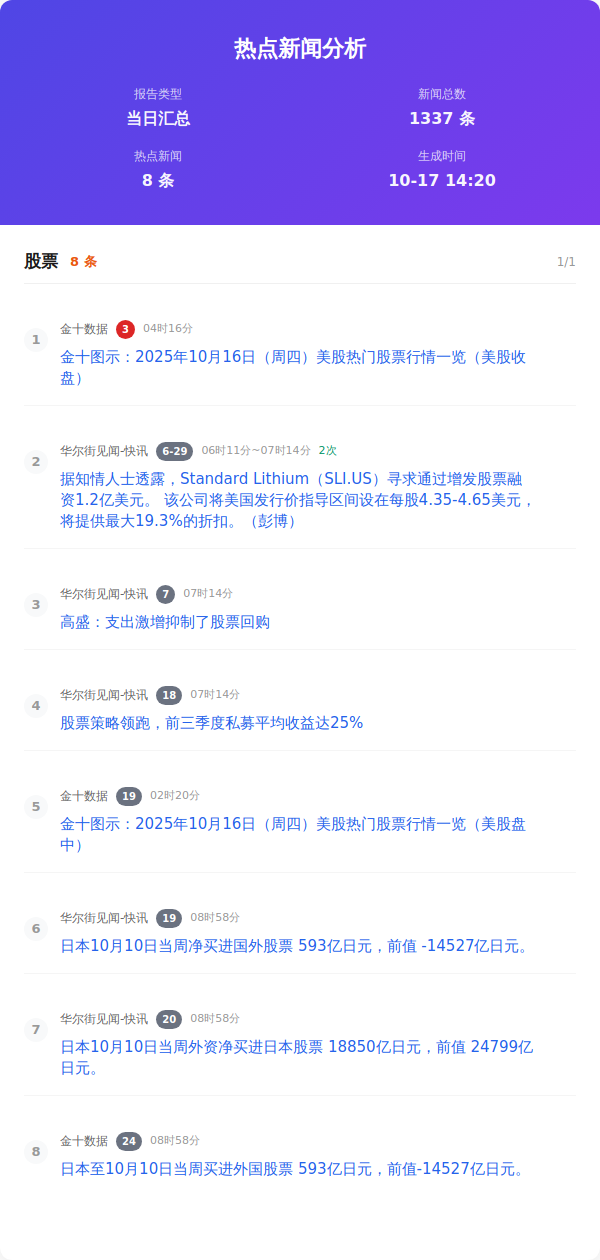 热点新闻分析
报告类型
当日汇总
新闻总数
1337 条
热点新闻
8 条
生成时间
10-17 14:20
股票 8 条 1/1
1
金十数据 3 04时16分
金十图示：2025年10月16日（周四）美股热门股票行情一览（美股收
盘）
2
华尔街见闻-快讯 6-29 06时11分~07时14分 2次
据知情人士透露，Standard Lithium（SLI.US）寻求通过增发股票融
资1.2亿美元。 该公司将美国发行价指导区间设在每股4.35-4.65美元，
将提供最大19.3%的折扣。（彭博）
3
华尔街见闻-快讯 7 07时14分
高盛：支出激增抑制了股票回购
4
华尔街见闻-快讯 18 07时14分
股票策略领跑，前三季度私募平均收益达25%
5
金十数据 19 02时20分
金十图示：2025年10月16日（周四）美股热门股票行情一览（美股盘
中）
6
华尔街见闻-快讯 19 08时58分
日本10月10日当周净买进国外股票 593亿日元，前值 -14527亿日元。
7
华尔街见闻-快讯 20 08时58分
日本10月10日当周外资净买进日本股票 18850亿日元，前值 24799亿
日元。
8
金十数据 24 08时58分
日本至10月10日当周买进外国股票 593亿日元，前值-14527亿日元。